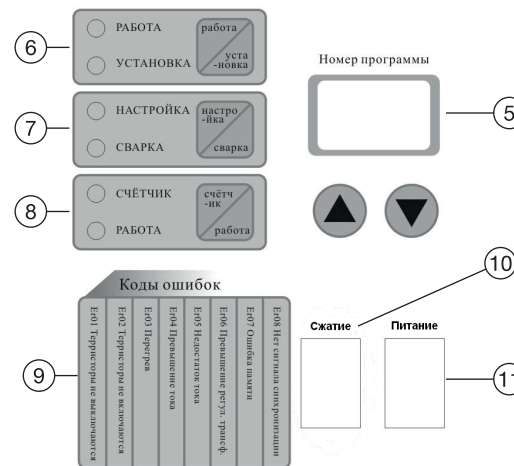 6
РАБОТА
УСТАНОВКА
работа
уста
-новка
Номер программы
5
7
НАСТРОЙКА
СВАРКА
настро
-йка
сварка
8
СЧЁТЧИК
РАБОТА
счётч
-ик
работа
Коды ошибок
9
Er01 Терристоры не выключаются
Er02 Терристоры не включаются
Er03 Перегрев
Er04 Превышение тока
Er05 Недостаток тока
Er06 Превышение регул. трансф.
Er07 Ошибка памяти
Er08 Нет сигнала синхронизации
10
Сжатие
Питание
11